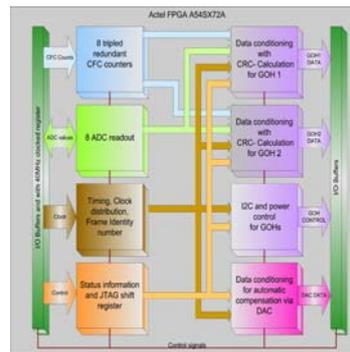 Actel FPGA A54SX72A
I/O Buffers and with 40MHz clocked register
CFC Counts
8 tripled
redundant
CFC counters
Data conditioning
with
CRC- Calculation
for GOH 1
GOH1
DATA
ADC values
8 ADC readout
Data conditioning
with
CRC- Calculation
for GOH 2
GOH2
DATA
Clock
Timing, Clock
distribution,
Frame Identity
number
I2C and power
control
for GOHs
GOH
CONTROL
Control
Status information
and JTAG shift
register
Data conditioning
for automatic
compensation via
DAC
DAC DATA
I/O Buffers
Control signals